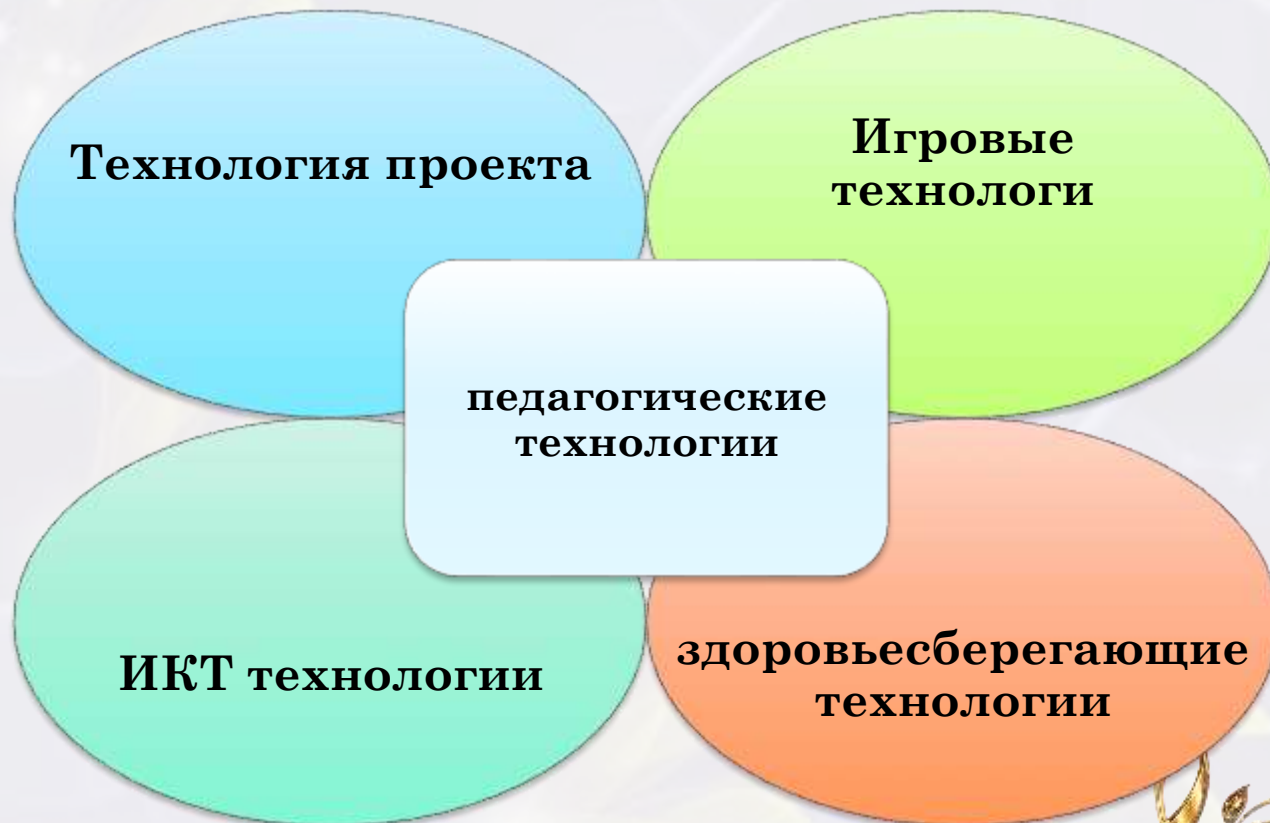 Технология проекта
Игровые
технологи
педагогические
технологии
ИКТ технологии
здоровьесберегающие
технологии